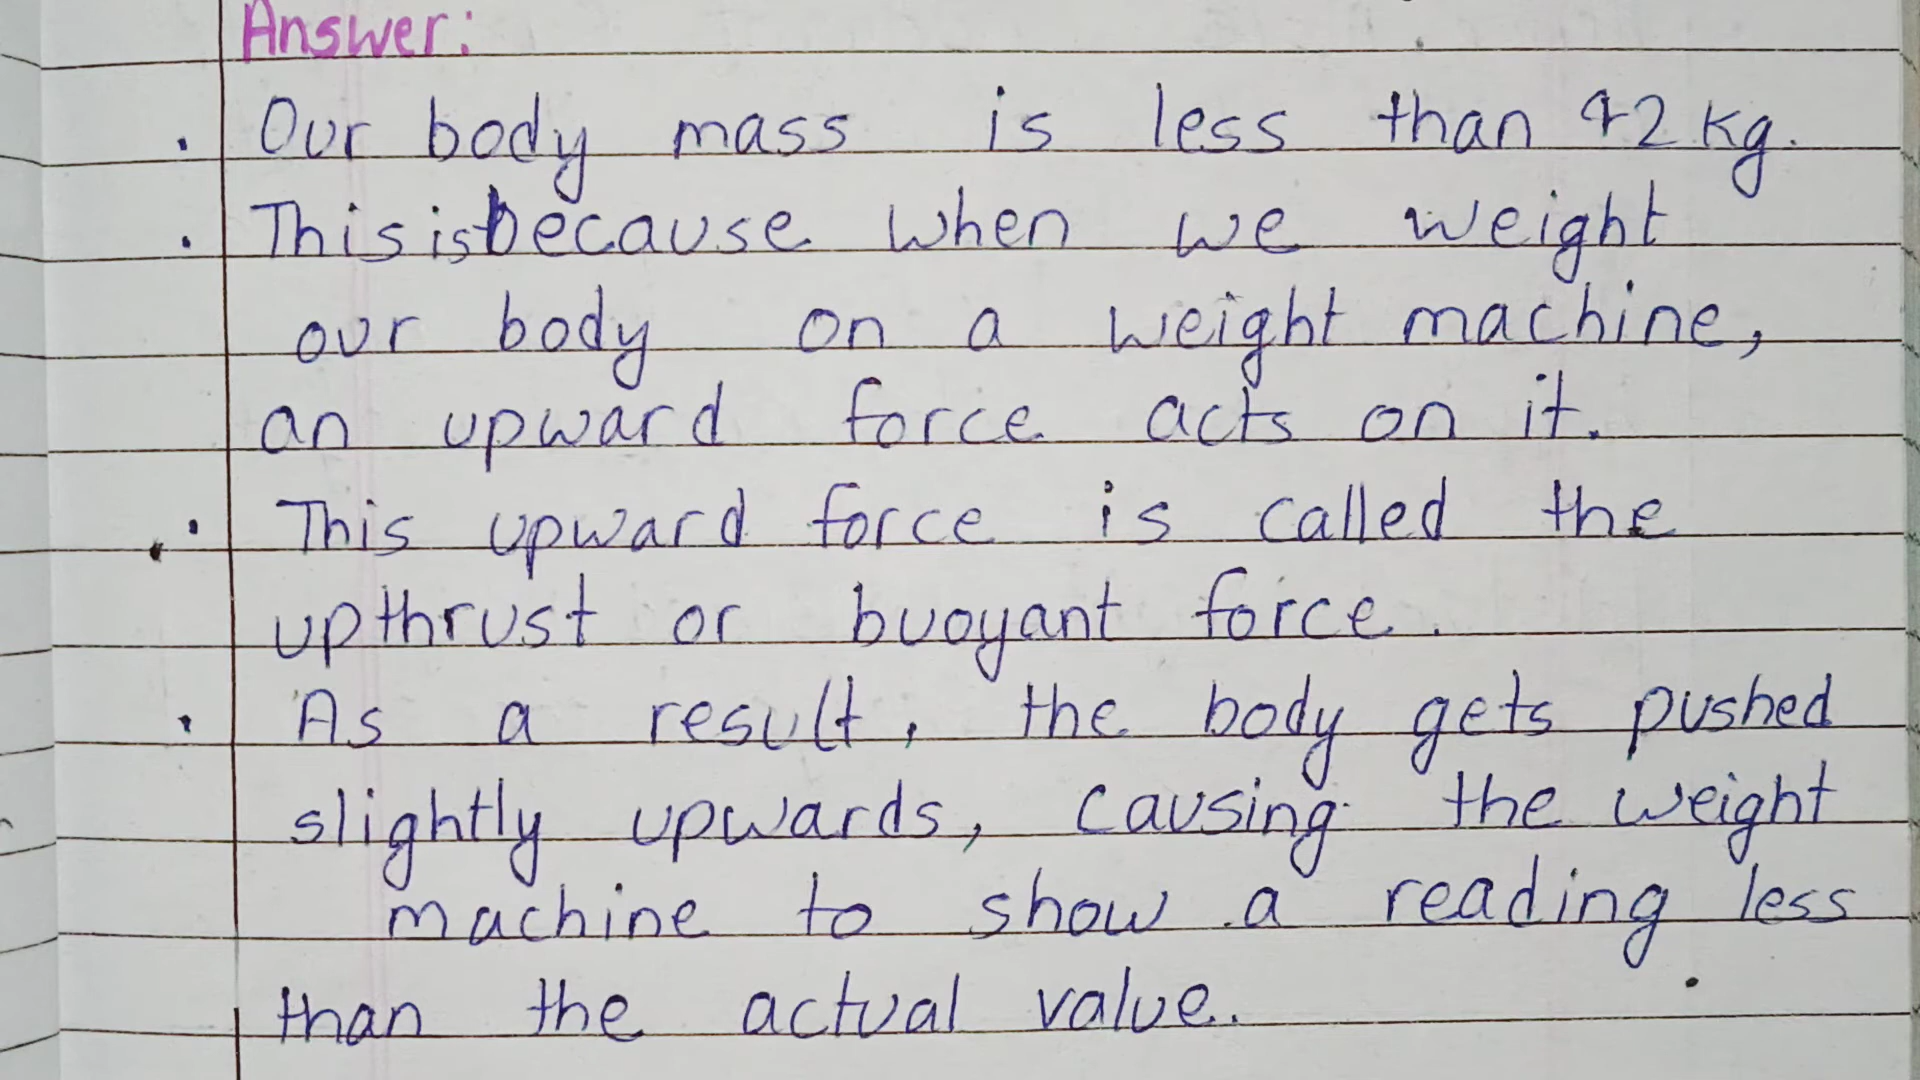 Answer:
. Our body mass is less than 42 kg.
. This is because when we weight
our body on a weight machine,
an upward force acts on it.
. This upward force is called the
upthrust or buoyant force.
. As a result, the body gets pushed
slightly upwards, causing the weight
machine to show a reading less
than the actual value.